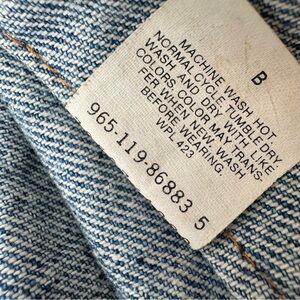 B
MACHINE WASH HOT
NORMAL CYCLE TUMBLE DRY
WASH AND DRY WITH LIKE
COLORS. COLOR MAY TRANS-
FER WHEN NEW. WASH
BEFORE WEARING.
WPL 423
965-119-86883 5